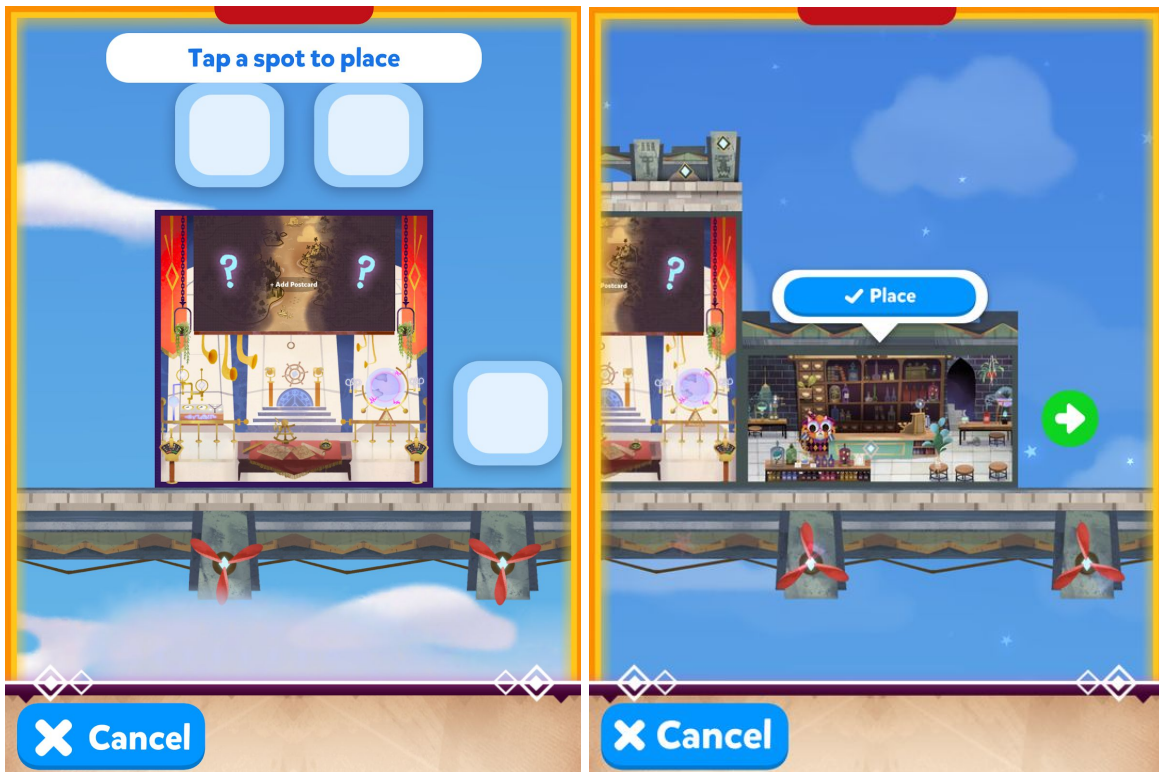 Tap a spot to place
?
?
+ Add Postcard
Cancel
Postcard
?
Place
Cancel